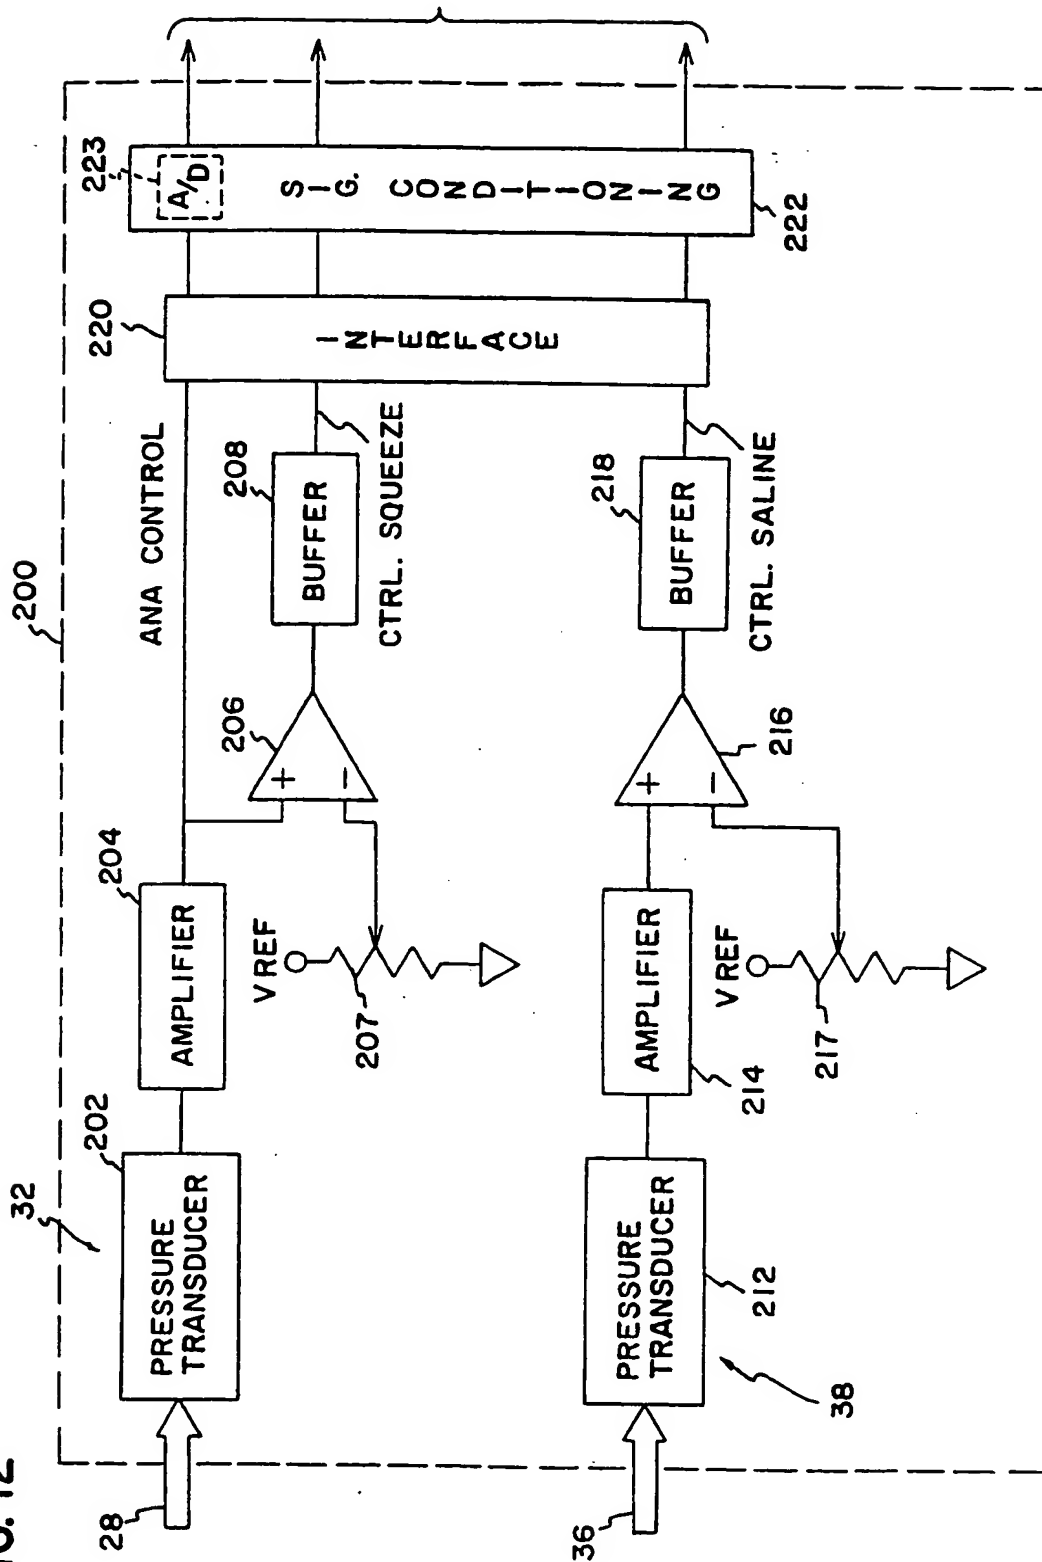 200
32
28
202
PRESSURE
TRANSDUCER
204
AMPLIFIER
ANA CONTROL
206
+
−
VREF
207
208
BUFFER
CTRL. SQUEEZE
220
INTERFACE
223
A/D
SIG. CONDITIONING
222
36
PRESSURE
TRANSDUCER
212
38
AMPLIFIER
214
VREF
217
+
−
216
218
BUFFER
CTRL. SALINE